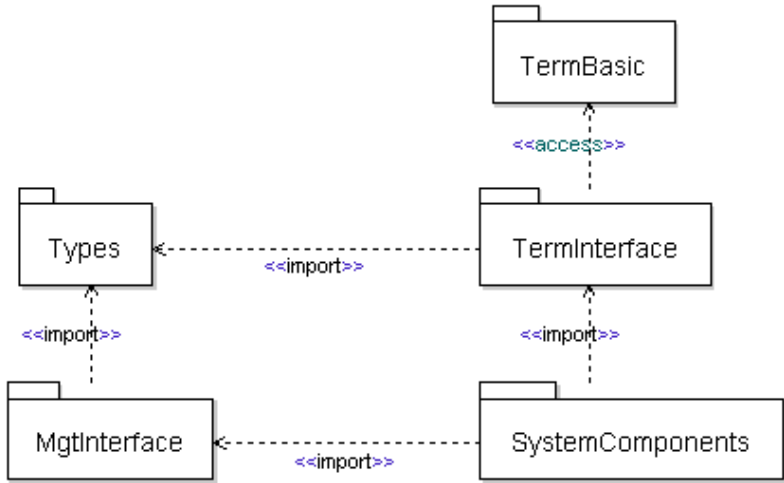 TermBasic
<<access>>
Types
TermInterface
<<import>>
<<import>>
<<import>>
MgtInterface
SystemComponents
<<import>>